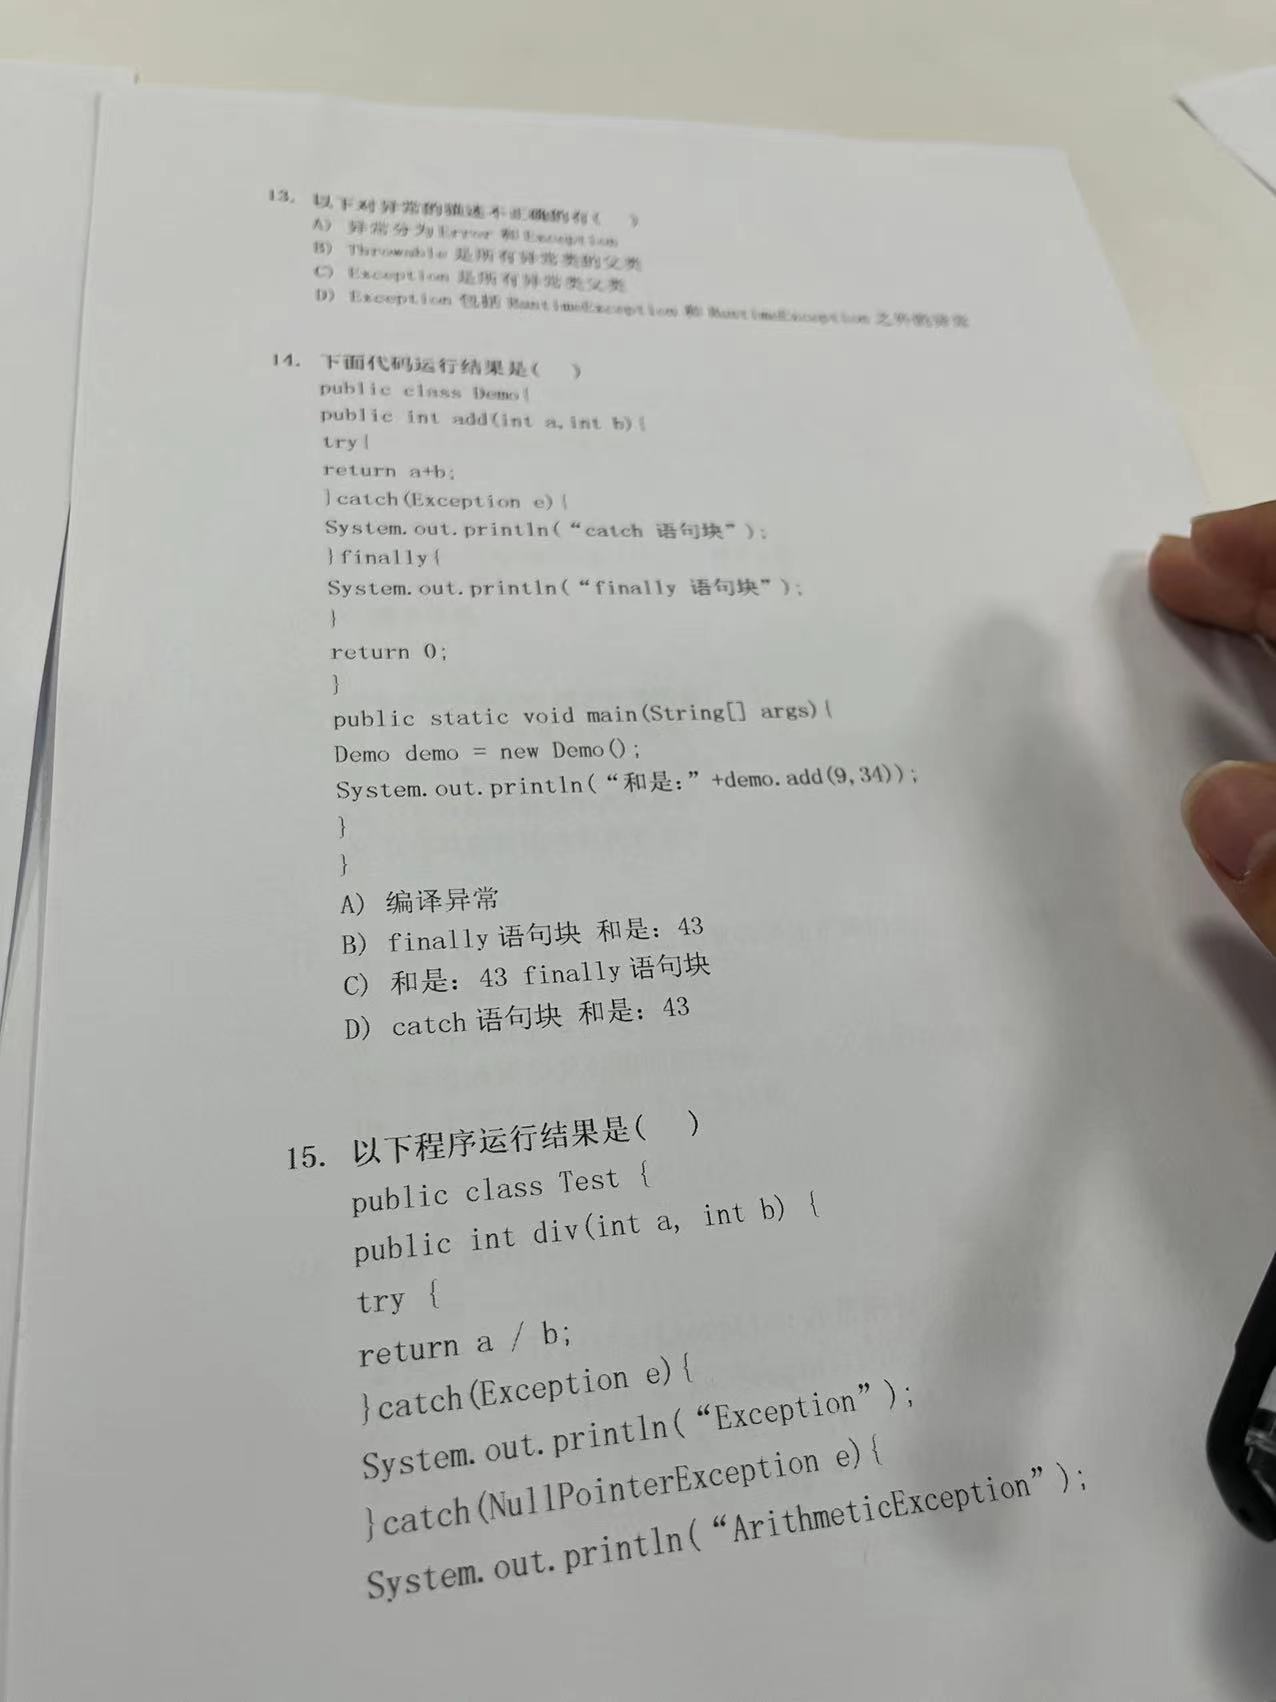 13. 以下对异常的描述不正确的有(  )
A) 异常分为 Error 和 Exception
B) Throwable 是所有异常类的父类
C) Exception 是所有异常类父类
D) Exception 包括 RuntimeException 和 RuntimeException 之外的异常
14. 下面代码运行结果是(  )
public class Demo{
public int add(int a,int b){
try{
return a+b;
}catch(Exception e){
System.out.println(“catch 语句块”);
}finally{
System.out.println(“finally 语句块”);
}
return 0;
}
public static void main(String[] args){
Demo demo = new Demo();
System.out.println(“和是:”+demo.add(9,34));
}
}
A) 编译异常
B) finally 语句块 和是: 43
C) 和是: 43 finally 语句块
D) catch 语句块 和是: 43
15. 以下程序运行结果是(  )
public class Test {
public int div(int a, int b) {
try {
return a / b;
}catch(Exception e){
System.out.println(“Exception”);
}catch(NullPointerException e){
System.out.println(“ArithmeticException”);